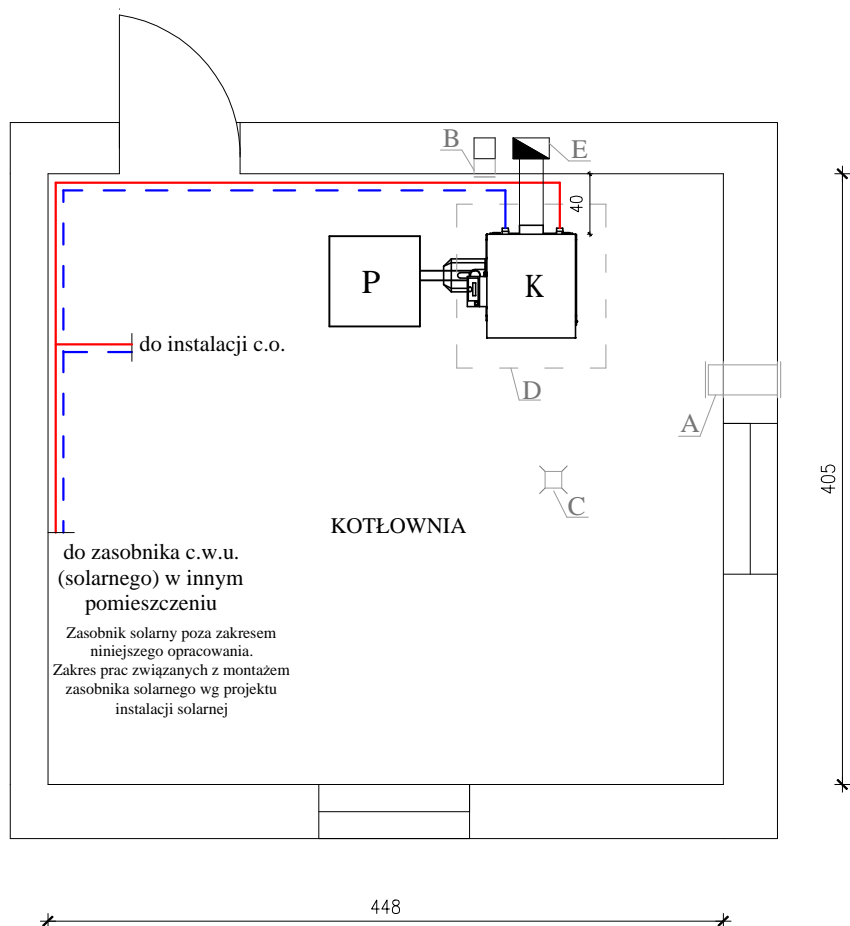 B
E
40
P
K
do instalacji c.o.
D
A
405
C
KOTŁOWNIA
do zasobnika c.w.u.
(solarnego) w innym
pomieszczeniu
Zasobnik solarny poza zakresem
niniejszego opracowania.
Zakres prac związanych z montażem
zasobnika solarnego wg projektu
instalacji solarnej
448